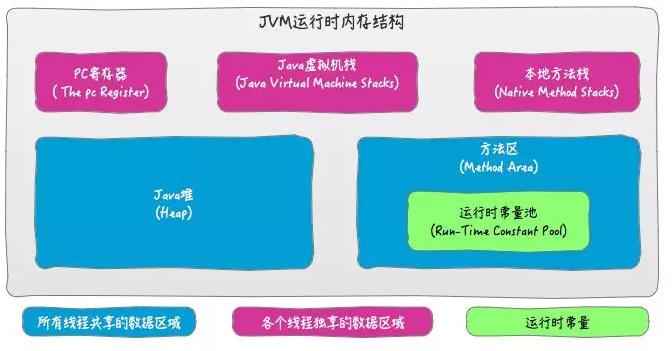 JVM运行时内存结构
PC寄存器
( The pc Register)
Java虚拟机栈
(Java Virtual Machine Stacks)
本地方法栈
(Native Method Stacks)
Java堆
(Heap)
方法区
(Method Area)
运行时常量池
(Run-Time Constant Pool)
所有线程共享的数据区域
各个线程独享的数据区域
运行时常量